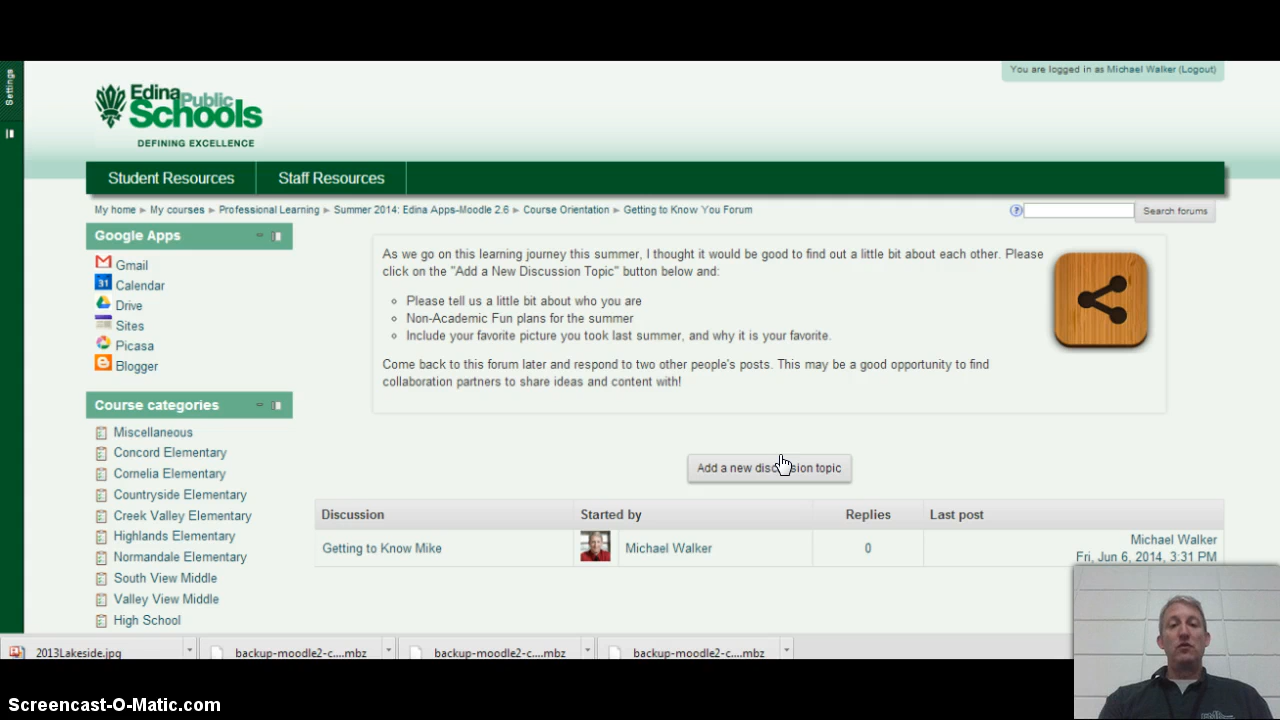 Settings
You are logged in as Michael Walker (Logout)
Edina Public
Schools
DEFINING EXCELLENCE
Student Resources
Staff Resources
My home ► My courses ► Professional Learning ► Summer 2014: Edina Apps-Moodle 2.6 ► Course Orientation ► Getting to Know You Forum
Search forums
Google Apps
Gmail
31 Calendar
Drive
Sites
Picasa
Blogger
Course categories
Miscellaneous
Concord Elementary
Cornelia Elementary
Countryside Elementary
Creek Valley Elementary
Highlands Elementary
Normandale Elementary
South View Middle
Valley View Middle
High School
As we go on this learning journey this summer, I thought it would be good to find out a little bit about each other. Please
click on the "Add a New Discussion Topic" button below and:
Please tell us a little bit about who you are
Non-Academic Fun plans for the summer
Include your favorite picture you took last summer, and why it is your favorite.
Come back to this forum later and respond to two other people's posts. This may be a good opportunity to find
collaboration partners to share ideas and content with!
Add a new discussion topic
Discussion Started by Replies Last post
Getting to Know Mike Michael Walker 0 Michael Walker
Fri, Jun 6, 2014, 3:31 PM
2013Lakeside.jpg
backup-moodle2-c....mbz
backup-moodle2-c....mbz
backup-moodle2-c....mbz
Screencast-O-Matic.com